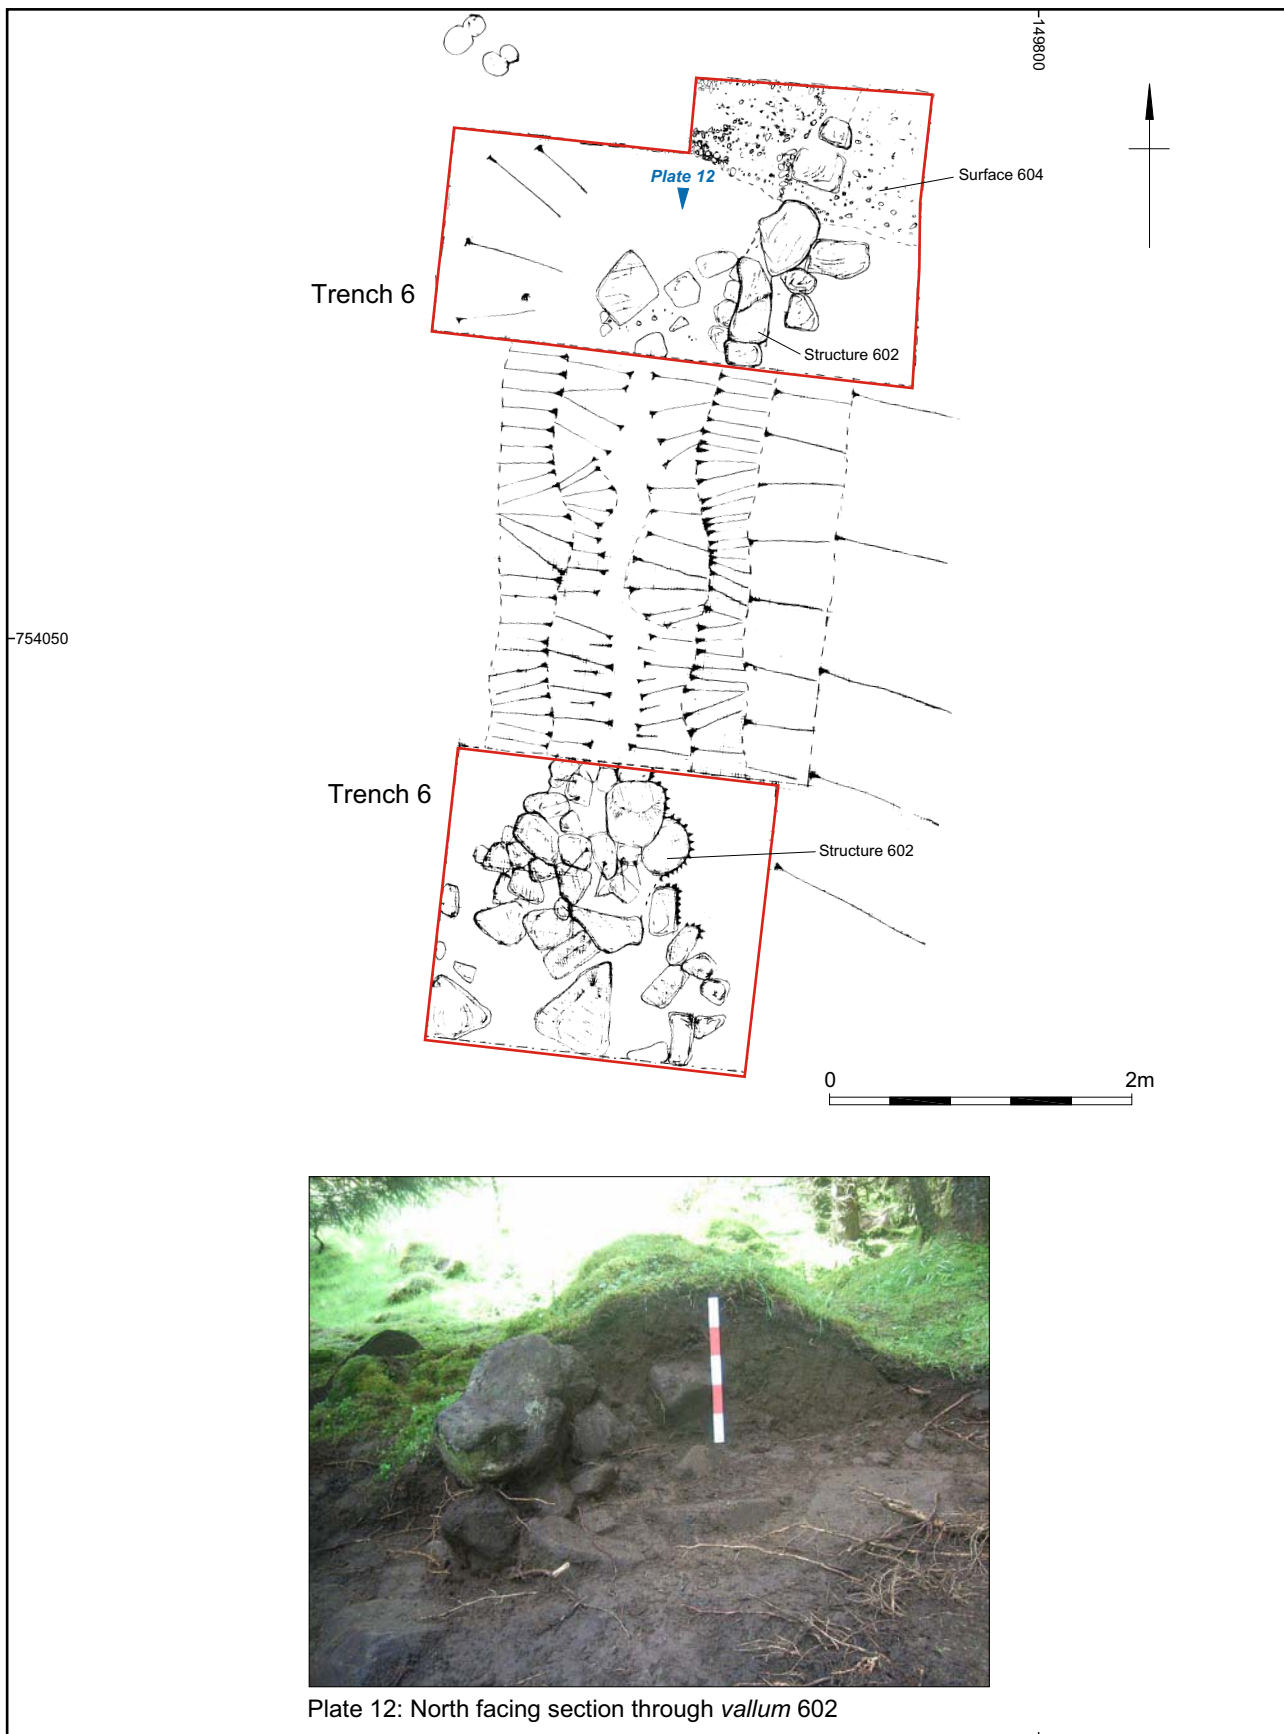 149800
Plate 12
Surface 604
Trench 6
Structure 602
754050
Trench 6
Structure 602
0 2m
Plate 12: North facing section through vallum 602